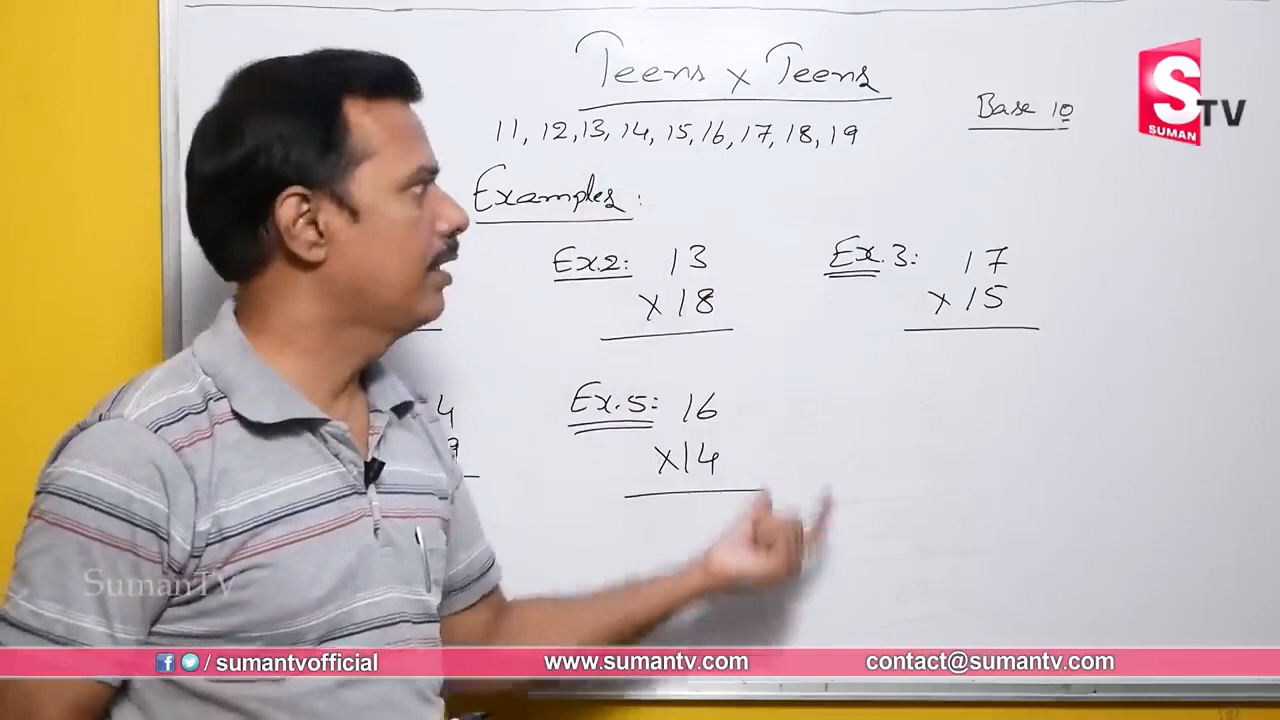 Teens x Teens
Base 10
11, 12, 13, 14, 15, 16, 17, 18, 19
Examples:
Ex.2: 13
x 18
Ex.3: 17
x 15
4
Ex.5: 16
x 14
S TV
SUMAN
SumanTV
/sumantvofficial
www.sumantv.com
contact@sumantv.com